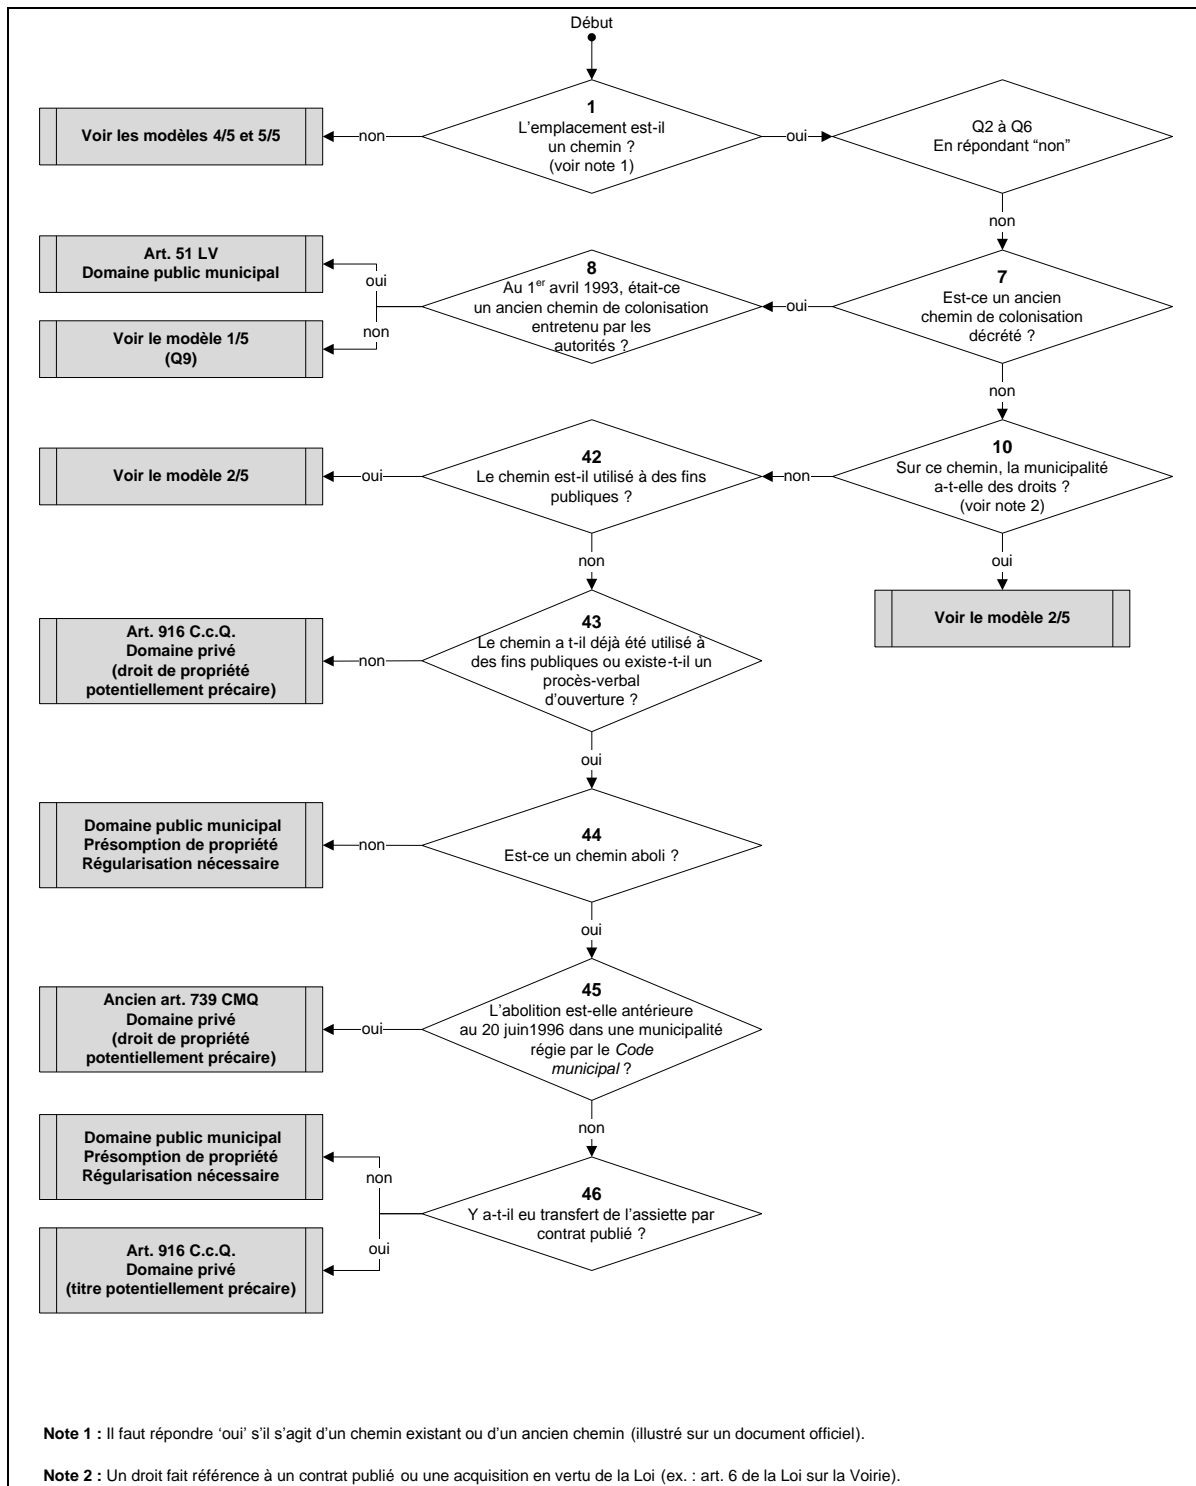 Début
1
L'emplacement est-il
un chemin ?
(voir note 1)
non
Voir les modèles 4/5 et 5/5
oui
Q2 à Q6
En répondant “non”
non
7
Est-ce un ancien
chemin de colonisation
décrété ?
oui
8
Au 1er avril 1993, était-ce
un ancien chemin de colonisation
entretenu par les
autorités ?
oui
Art. 51 LV
Domaine public municipal
non
Voir le modèle 1/5
(Q9)
non
10
Sur ce chemin, la municipalité
a-t-elle des droits ?
(voir note 2)
oui
Voir le modèle 2/5
non
42
Le chemin est-il utilisé à des fins
publiques ?
oui
Voir le modèle 2/5
non
43
Le chemin a t-il déjà été utilisé à
des fins publiques ou existe-t-il un
procès-verbal
d'ouverture ?
non
Art. 916 C.c.Q.
Domaine privé
(droit de propriété
potentiellement précaire)
oui
44
Est-ce un chemin aboli ?
non
Domaine public municipal
Présomption de propriété
Régularisation nécessaire
oui
45
L'abolition est-elle antérieure
au 20 juin1996 dans une municipalité
régie par le Code
municipal ?
oui
Ancien art. 739 CMQ
Domaine privé
(droit de propriété
potentiellement précaire)
non
46
Y a-t-il eu transfert de l'assiette par
contrat publié ?
non
Domaine public municipal
Présomption de propriété
Régularisation nécessaire
oui
Art. 916 C.c.Q.
Domaine privé
(titre potentiellement précaire)
Note 1 : Il faut répondre ‘oui’ s'il s'agit d'un chemin existant ou d'un ancien chemin (illustré sur un document officiel).
Note 2 : Un droit fait référence à un contrat publié ou une acquisition en vertu de la Loi (ex. : art. 6 de la Loi sur la Voirie).